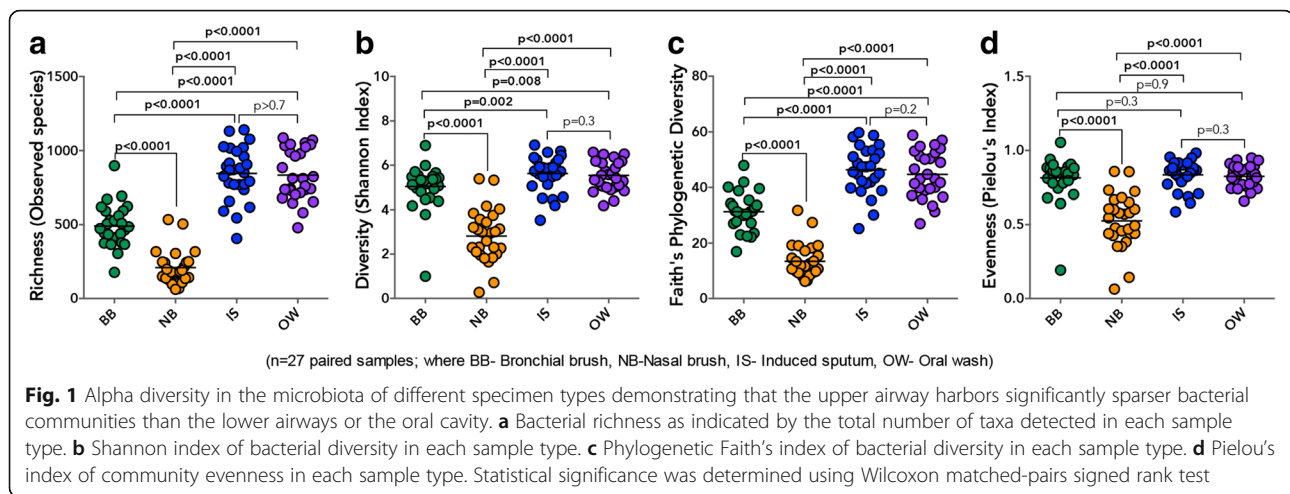 a
p<0.0001
p<0.0001
p<0.0001
p<0.0001
p>0.7
p<0.0001
Richness (Observed species)
1500
1000
500
0
BB
NB
IS
OW
b
p<0.0001
p<0.0001
p=0.008
p=0.002
p<0.0001
p=0.3
Diversity (Shannon Index)
10
8
6
4
2
0
BB
NB
IS
OW
c
p<0.0001
p<0.0001
p<0.0001
p<0.0001
p=0.2
p<0.0001
Faith's Phylogenetic Diversity
80
60
40
20
0
BB
NB
IS
OW
d
p<0.0001
p<0.0001
p=0.9
p=0.3
p<0.0001
p=0.3
Evenness (Pielou's Index)
1.5
1.0
0.5
0.0
BB
NB
IS
OW
(n=27 paired samples; where BB- Bronchial brush, NB-Nasal brush, IS- Induced sputum, OW- Oral wash)
Fig. 1 Alpha diversity in the microbiota of different specimen types demonstrating that the upper airway harbors significantly sparser bacterial
communities than the lower airways or the oral cavity. a Bacterial richness as indicated by the total number of taxa detected in each sample
type. b Shannon index of bacterial diversity in each sample type. c Phylogenetic Faith's index of bacterial diversity in each sample type. d Pielou's
index of community evenness in each sample type. Statistical significance was determined using Wilcoxon matched-pairs signed rank test